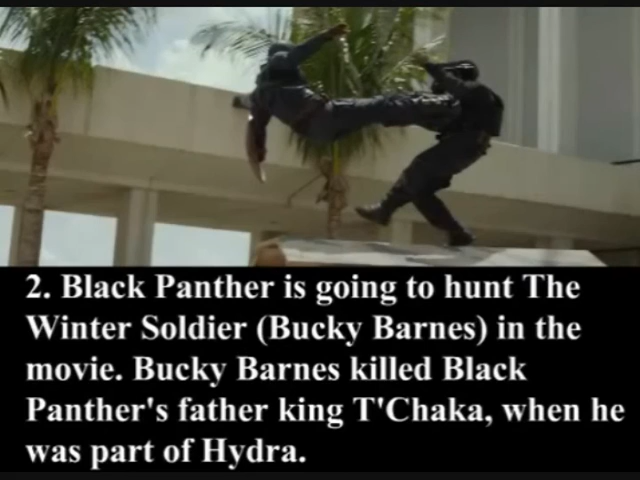 2. Black Panther is going to hunt The
Winter Soldier (Bucky Barnes) in the
movie. Bucky Barnes killed Black
Panther's father king T'Chaka, when he
was part of Hydra.